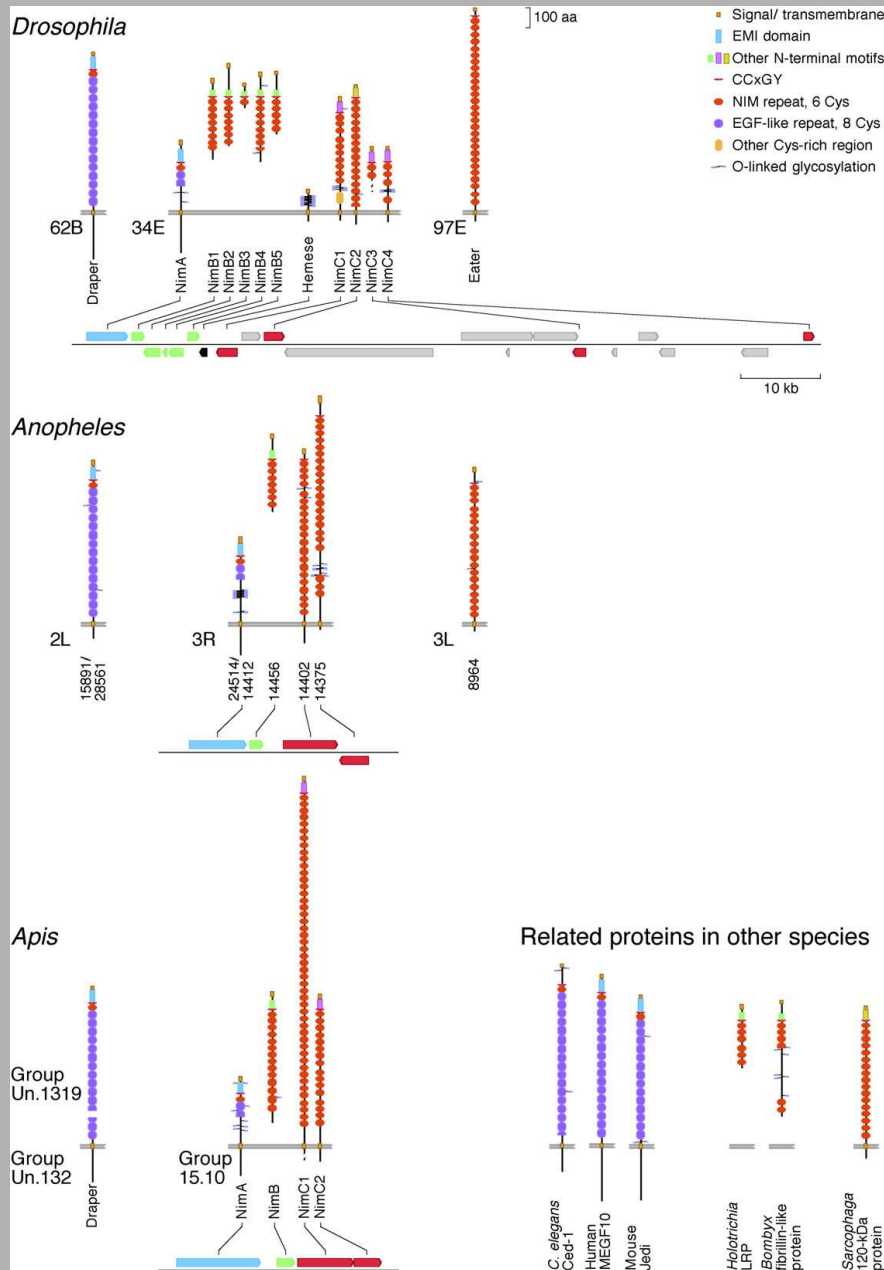 Drosophila
100 aa
Signal/ transmembrane
EMI domain
Other N-terminal motifs
CCxGY
NIM repeat, 6 Cys
EGF-like repeat, 8 Cys
Other Cys-rich region
O-linked glycosylation
62B
34E
97E
Draper
NimA
NimB1
NimB2
NimB3
NimB4
NimB5
Hemese
NimC1
NimC2
NimC3
NimC4
Eater
10 kb
Anopheles
2L
3R
3L
15891/
28561
24514/
14412
14456
14402
14375
8964
Apis
Related proteins in other species
Group
Un.1319
Group
Un.132
Group
15.10
Draper
NimA
NimB
NimC1
NimC2
C. elegans
Ced-1
Human
MEGF10
Mouse
Jedi
Holotrichia
LRP
Bombyx
fibrillin-like
protein
Sarcophaga
120-kDa
protein